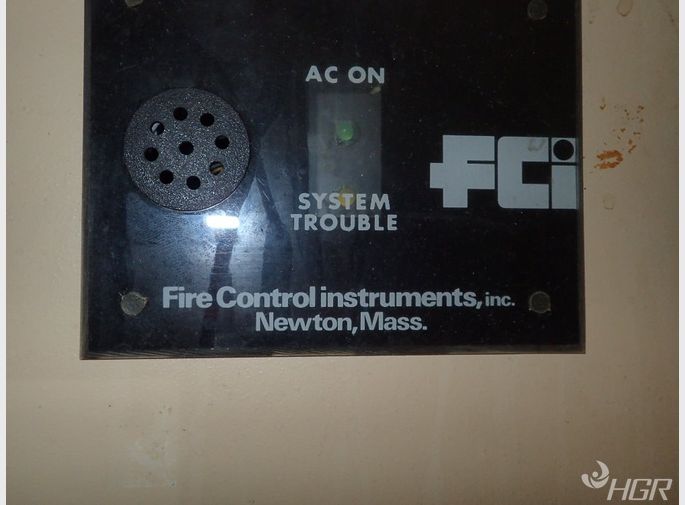 AC ON
FCi
SYSTEM
TROUBLE
Fire Control instruments, inc.
Newton, Mass.
HGR